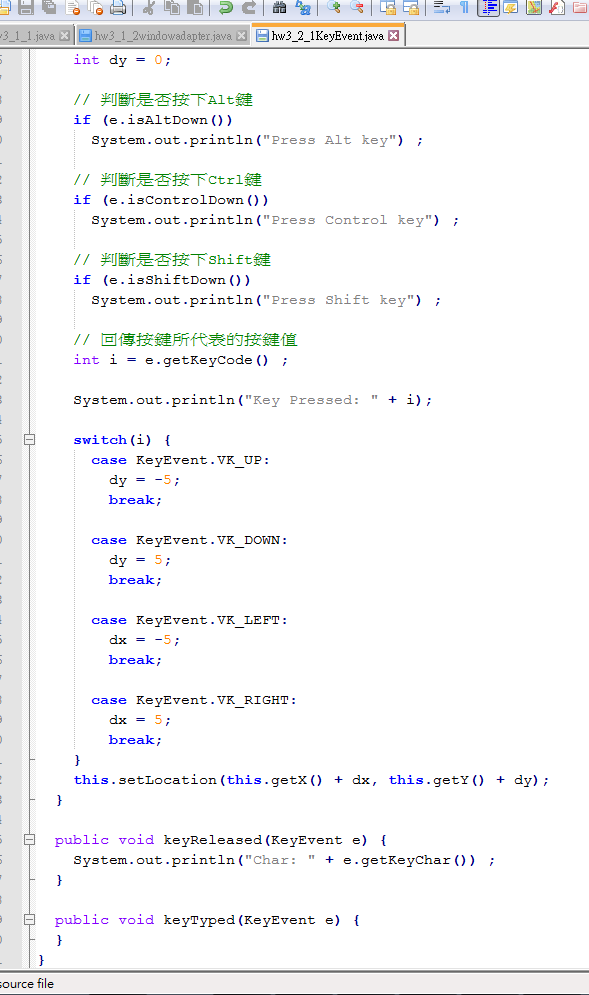 v3_1_1.java hw3_1_2windowadapter.java hw3_2_1KeyEvent.java
int dy = 0;
// 判斷是否按下Alt鍵
if (e.isAltDown())
System.out.println("Press Alt key") ;
// 判斷是否按下Ctrl鍵
if (e.isControlDown())
System.out.println("Press Control key") ;
// 判斷是否按下Shift鍵
if (e.isShiftDown())
System.out.println("Press Shift key") ;
// 回傳按鍵所代表的按鍵值
int i = e.getKeyCode() ;
System.out.println("Key Pressed: " + i);
switch(i) {
case KeyEvent.VK_UP:
dy = -5;
break;
case KeyEvent.VK_DOWN:
dy = 5;
break;
case KeyEvent.VK_LEFT:
dx = -5;
break;
case KeyEvent.VK_RIGHT:
dx = 5;
break;
}
this.setLocation(this.getX() + dx, this.getY() + dy);
}
public void keyReleased(KeyEvent e) {
System.out.println("Char: " + e.getKeyChar()) ;
}
public void keyTyped(KeyEvent e) {
}
}
source file